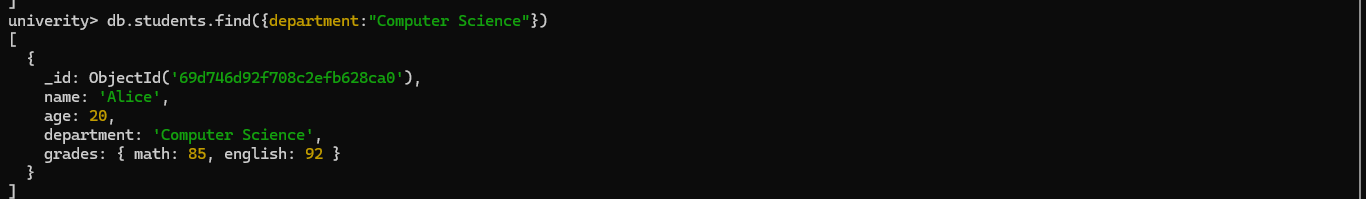 ]
univerity> db.students.find({department:"Computer Science"})
[
  {
    _id: ObjectId('69d746d92f708c2efb628ca0'),
    name: 'Alice',
    age: 20,
    department: 'Computer Science',
    grades: { math: 85, english: 92 }
  }
]